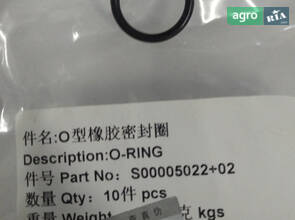 agro
RIA
.com
件名:O型橡胶密封圈
Description:O-RING
件号 Part No: S00005022+02
数量 Qty: 10件 pcs
重量 Weight
克 kgs